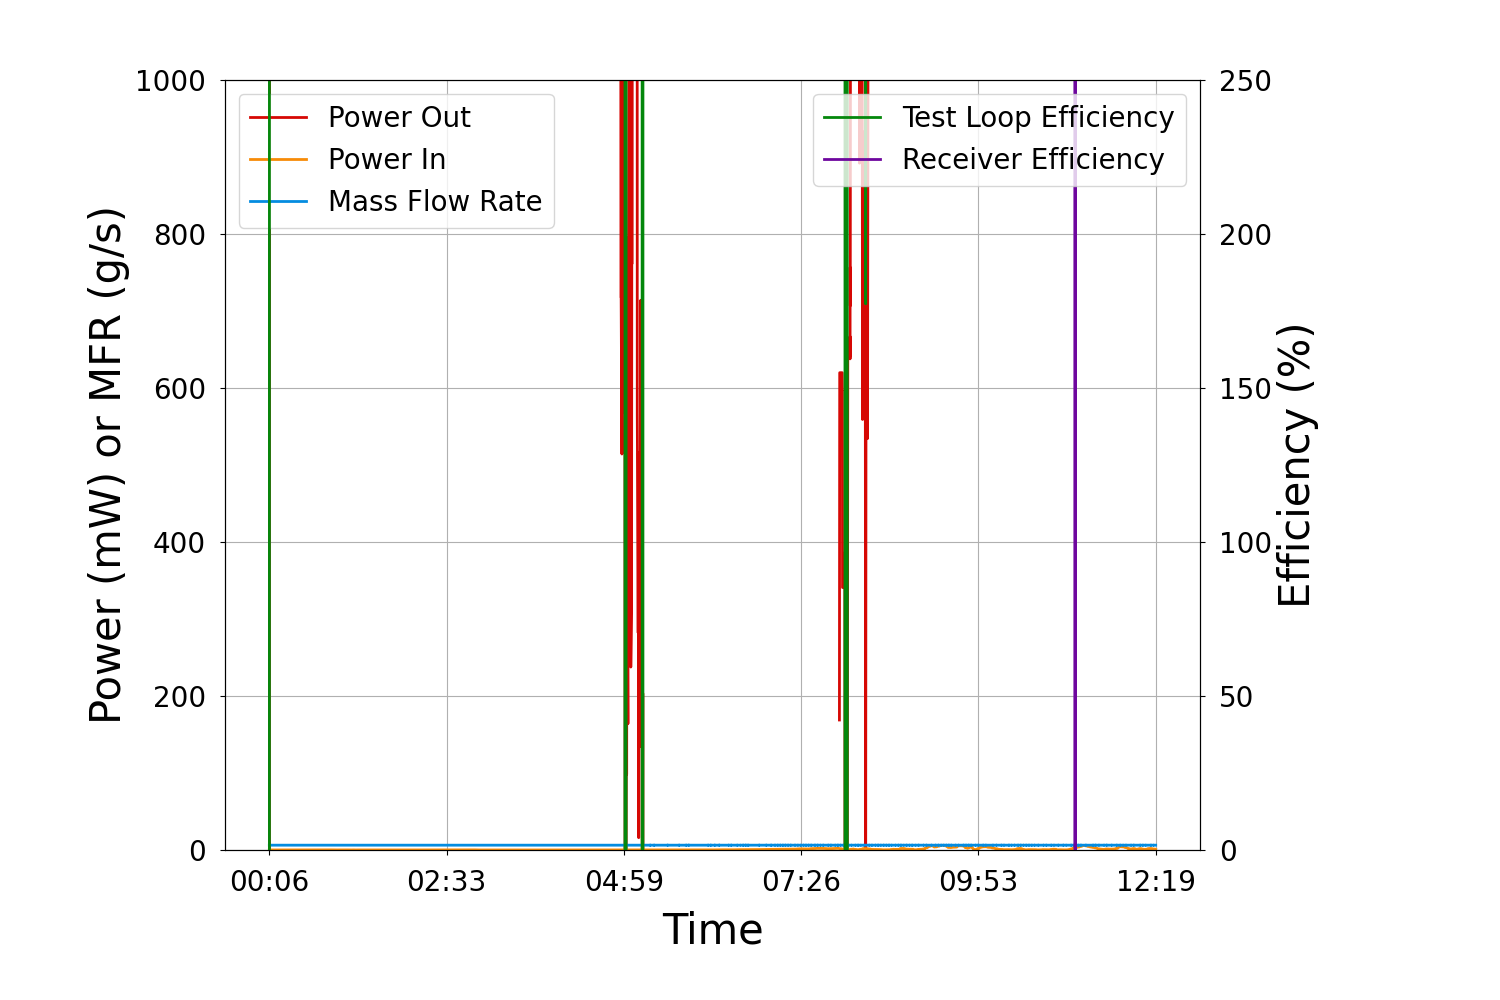 1000
800
600
400
200
0
Power (mW) or MFR (g/s)
Power Out
Power In
Mass Flow Rate
Test Loop Efficiency
Receiver Efficiency
250
200
150
100
50
0
Efficiency (%)
00:06 02:33 04:59 07:26 09:53 12:19
Time